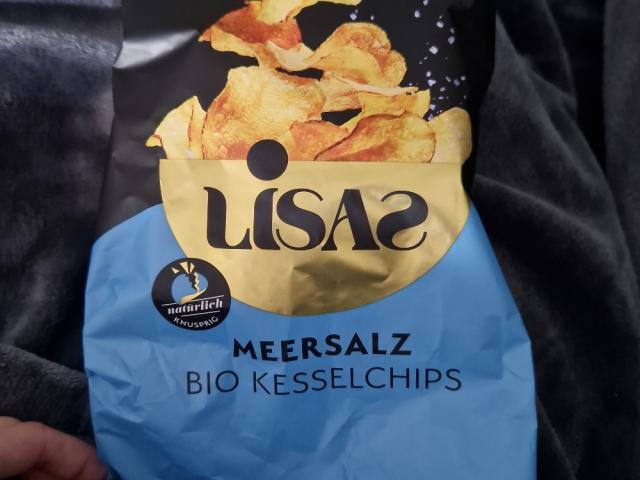 LiSAS
natürlich
KNUSPRIG
MEERSALZ
BIO KESSELCHIPS